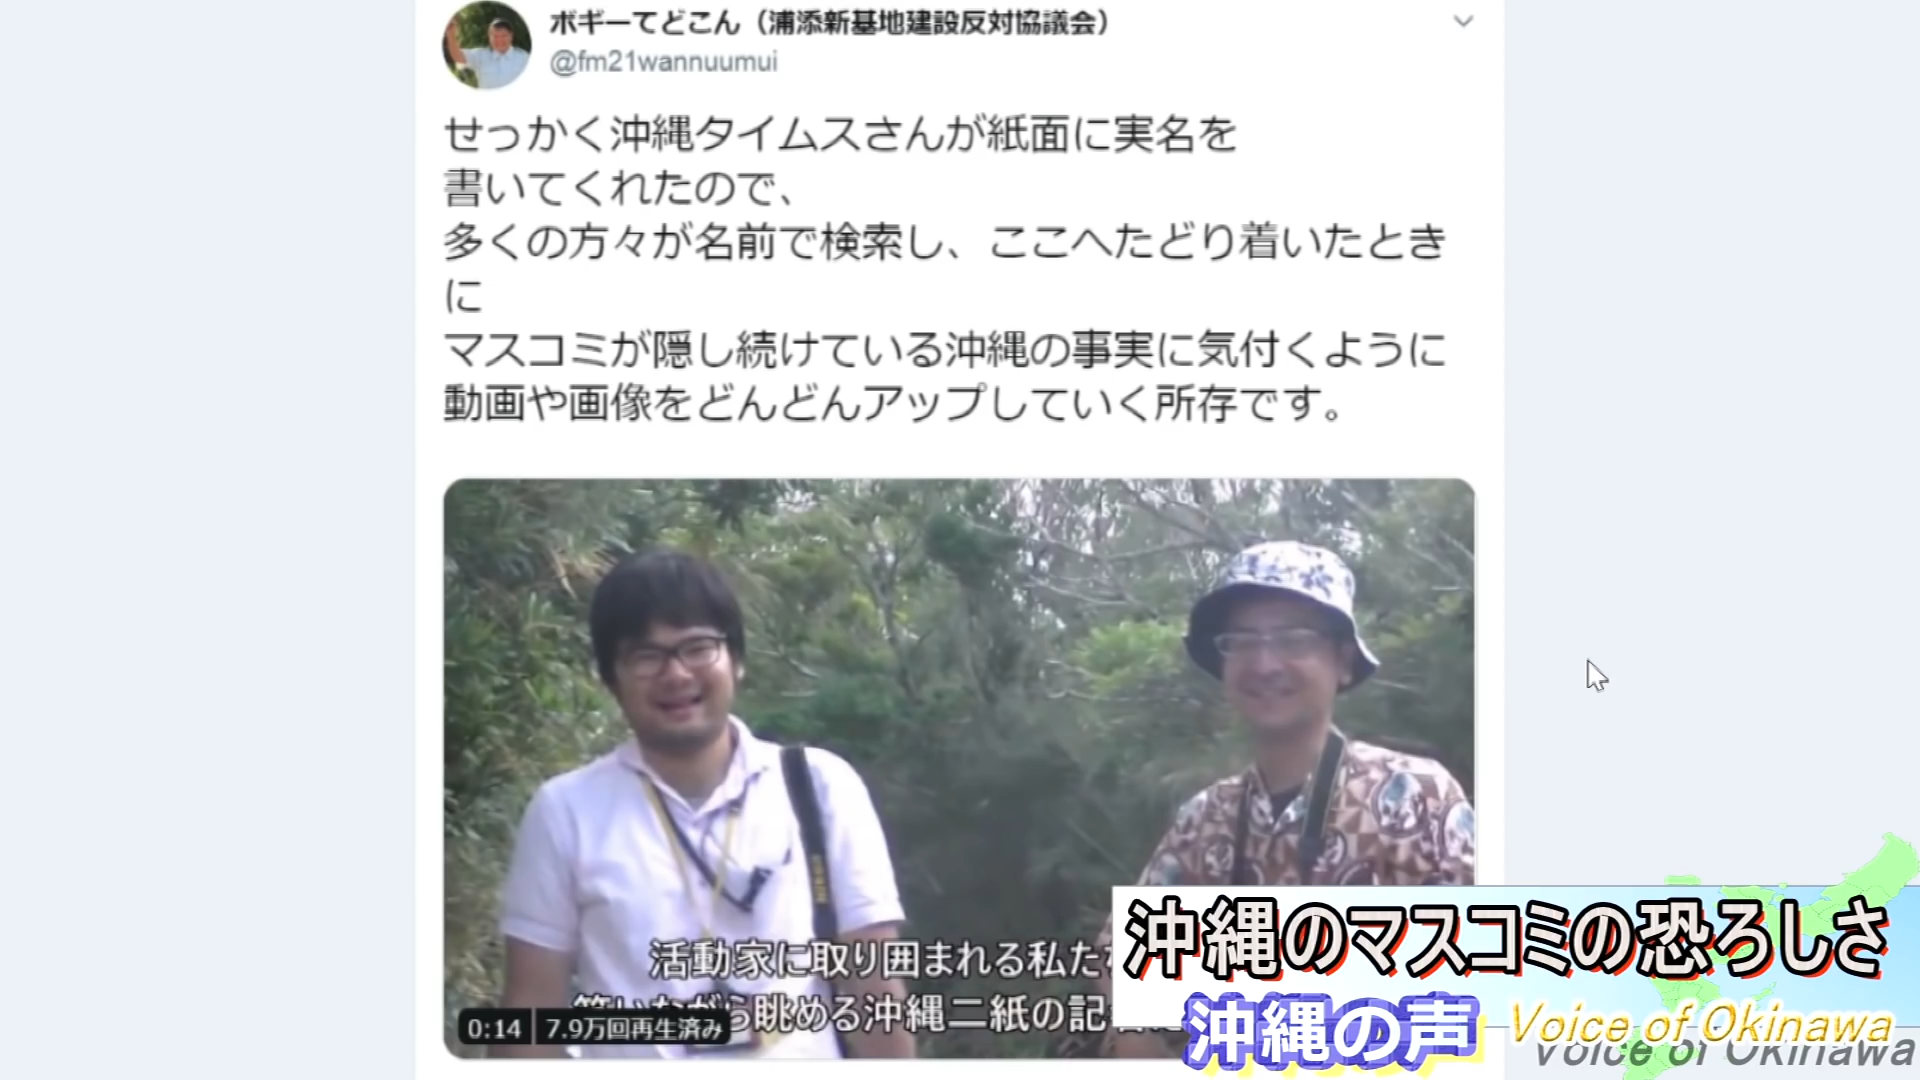 ボギーてどこん（浦添新基地建設反対協議会）
@fm21wannuumui
せっかく沖縄タイムスさんが紙面に実名を
書いてくれたので、
多くの方々が名前で検索し、ここへたどり着いたとき
に
マスコミが隠し続けている沖縄の事実に気付くように
動画や画像をどんどんアップしていく所存です。
活動家に取り囲まれる私た
笑いながら眺める沖縄二紙の記
0:14
7.9万回再生済み
沖縄のマスコミの恐ろしさ
沖縄の声
Voice of Okinawa
Voice of Okinawa